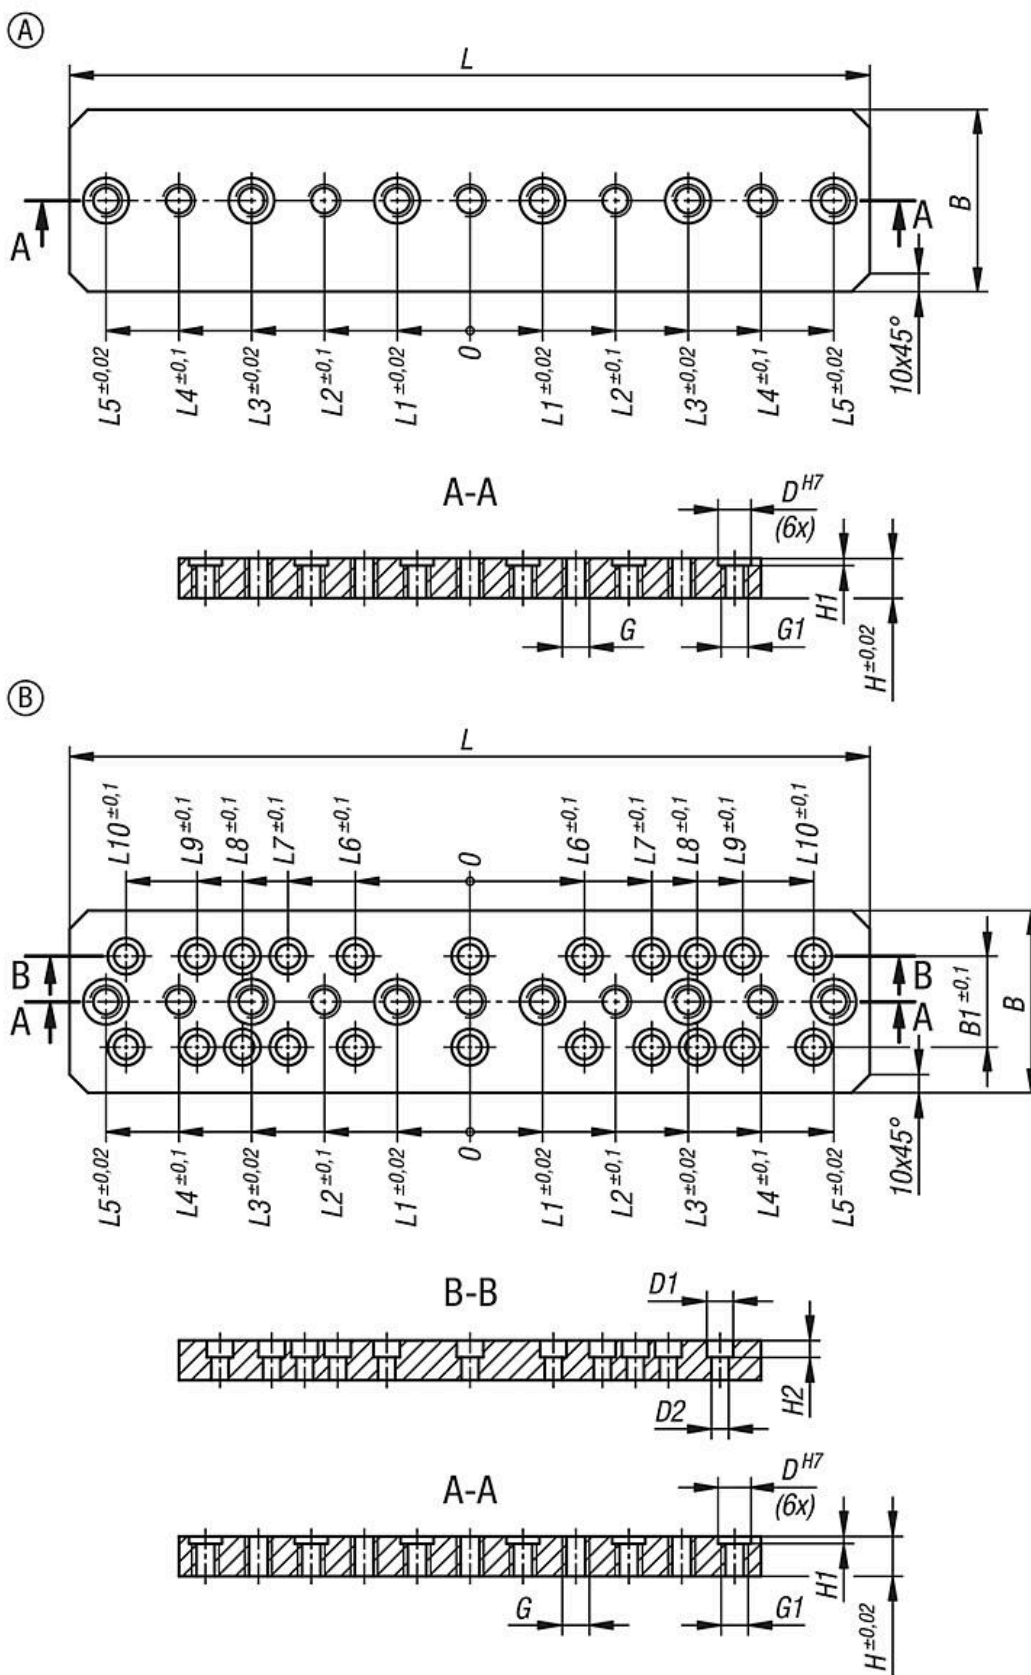 A
L
A
A
B
L5±0,02
L4±0,1
L3±0,02
L2±0,1
L1±0,02
0
L1±0,02
L2±0,1
L3±0,02
L4±0,1
L5±0,02
10x45°
A-A
D H7
(6x)
H1
G
G1
H±0,02
B
L
L10±0,1
L9±0,1
L8±0,1
L7±0,1
L6±0,1
0
L6±0,1
L7±0,1
L8±0,1
L9±0,1
L10±0,1
B
B
A
A
B1±0,1
B
L5±0,02
L4±0,1
L3±0,02
L2±0,1
L1±0,02
0
L1±0,02
L2±0,1
L3±0,02
L4±0,1
L5±0,02
10x45°
B-B
D1
H2
D2
A-A
D H7
(6x)
H1
G
G1
H±0,02